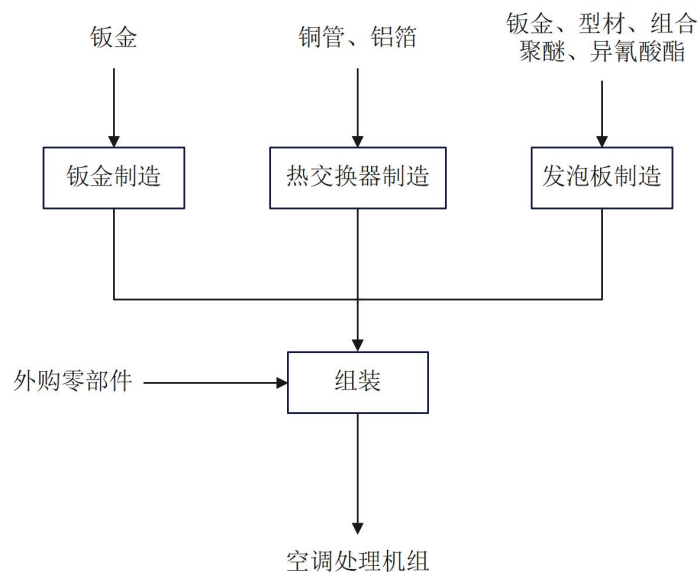 钣金
铜管、铝箔
钣金、型材、组合
聚醚、异氰酸酯
钣金制造
热交换器制造
发泡板制造
外购零部件
组装
空调处理机组